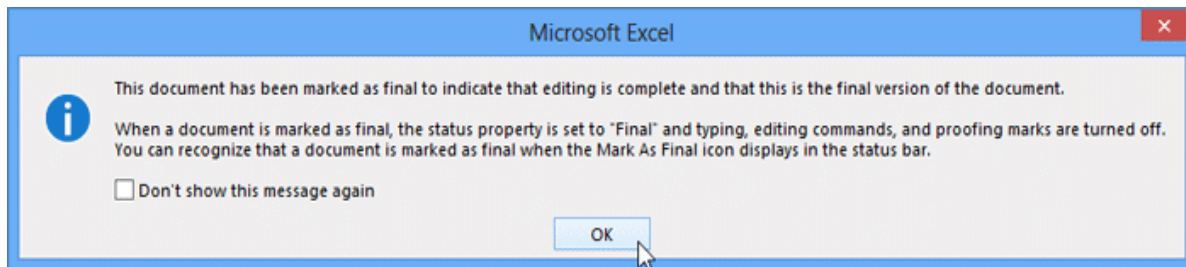 Microsoft Excel
This document has been marked as final to indicate that editing is complete and that this is the final version of the document.
When a document is marked as final, the status property is set to "Final" and typing, editing commands, and proofing marks are turned off.
You can recognize that a document is marked as final when the Mark As Final icon displays in the status bar.
Don't show this message again
OK